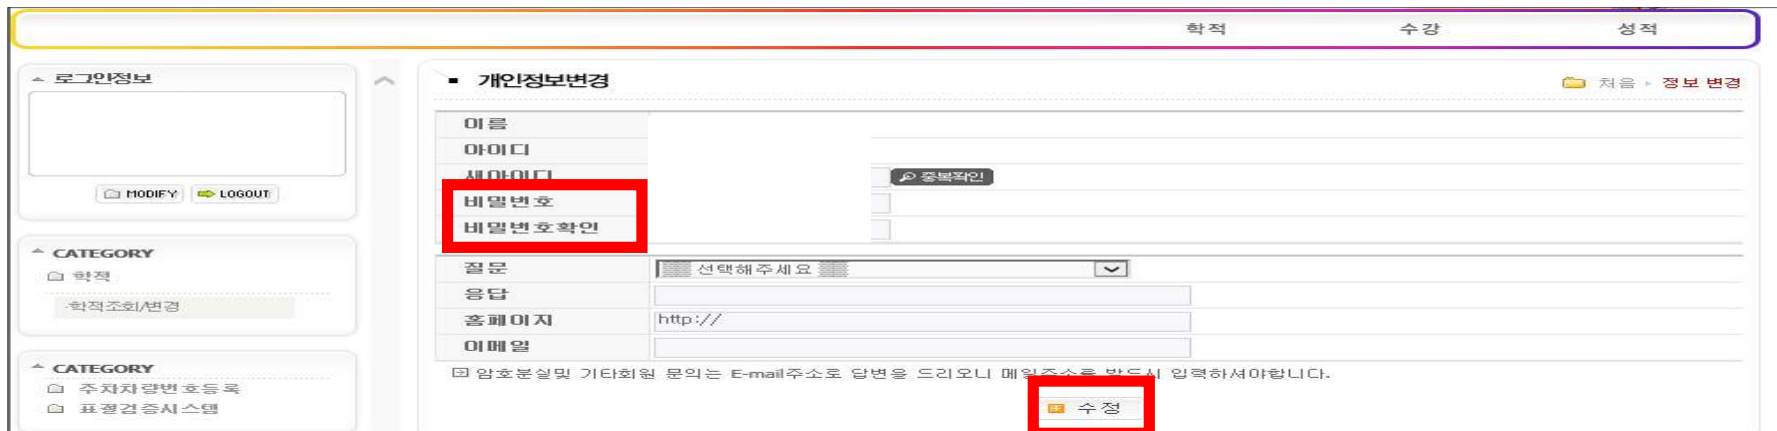 학적 수강 성적
로그인정보
MODIFY LOGOUT
CATEGORY
학적
·학적조회/변경
CATEGORY
주차차량번호등록
표절검증시스템
개인정보변경
처음 정보 변경
이름
아이디
새아이디 중복확인
비밀번호
비밀번호확인
질문 ▒▒ 선택해주세요 ▒▒
응답
홈페이지 http://
이메일
암호분실및 기타회원 문의는 E-mail주소로 답변을 드리오니 메일주소를 반드시 입력하셔야합니다.
수정